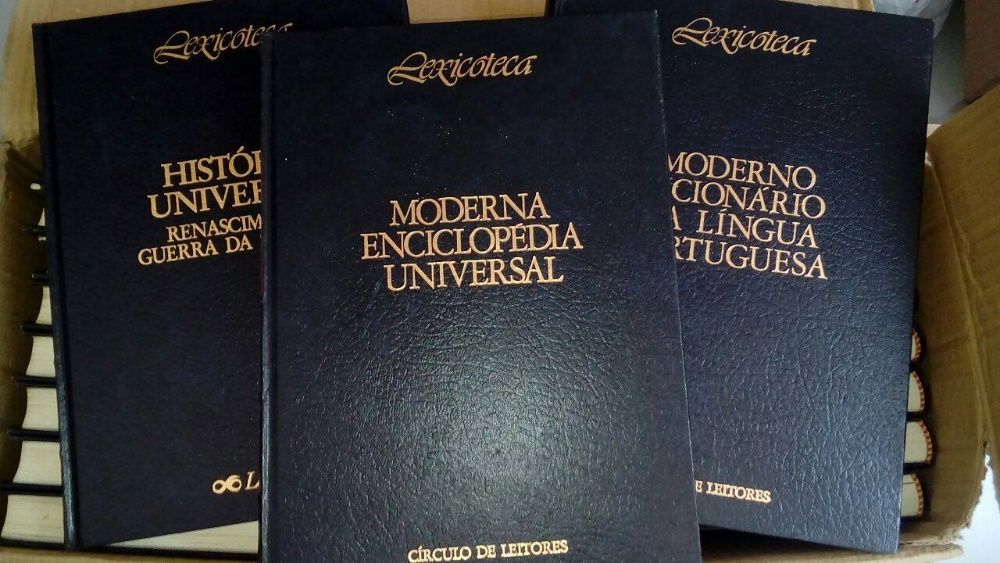 Lexicoteca
HISTÓ
UNIVER
RENASCIM
GUERRA DA
L
Lexicoteca
MODERNA
ENCICLOPÉDIA
UNIVERSAL
CÍRCULO DE LEITORES
Lexicoteca
MODERNO
CIONÁRIO
A LÍNGUA
RTUGUESA
E LEITORES